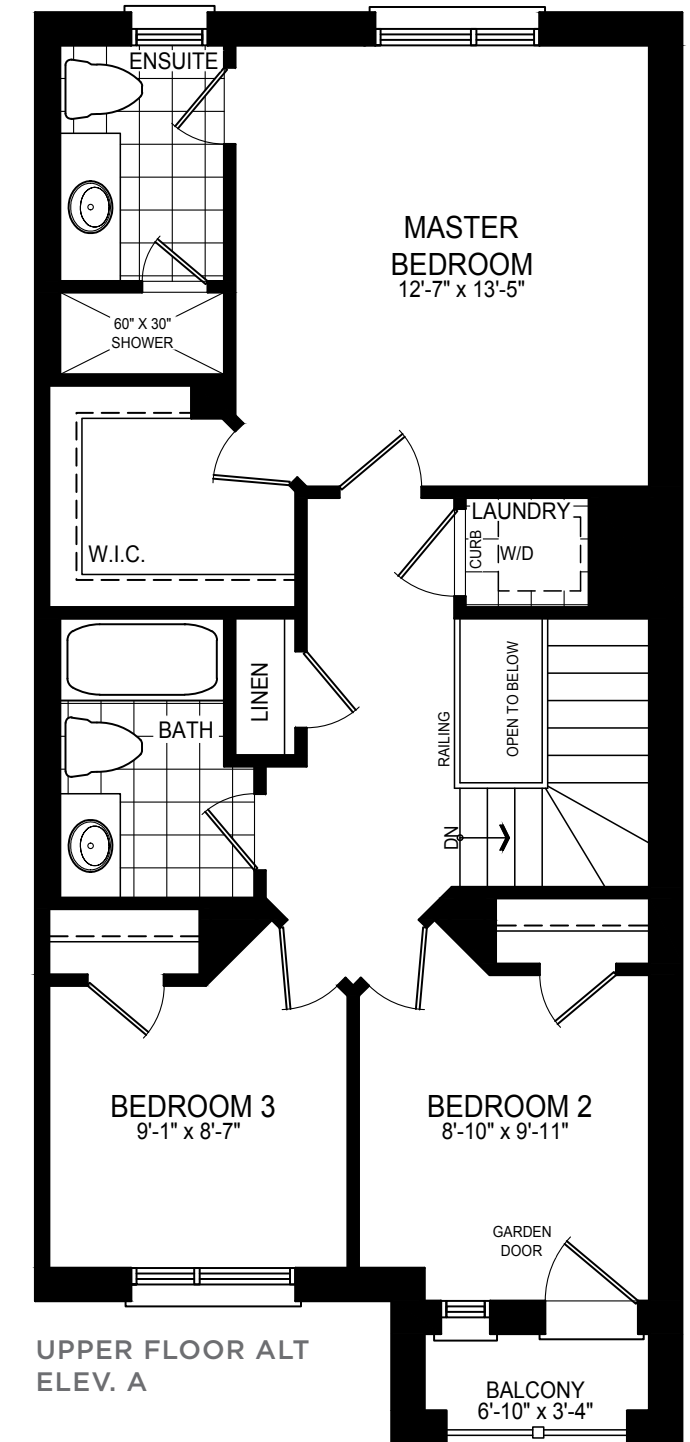 ENSUITE
MASTER
BEDROOM
12'-7" x 13'-5"
60" X 30"
SHOWER
W.I.C.
LAUNDRY
CURB
W/D
LINEN
BATH
RAILING
OPEN TO BELOW
DN
BEDROOM 3
9'-1" x 8'-7"
BEDROOM 2
8'-10" x 9'-11"
GARDEN
DOOR
UPPER FLOOR ALT
ELEV. A
BALCONY
6'-10" x 3'-4"